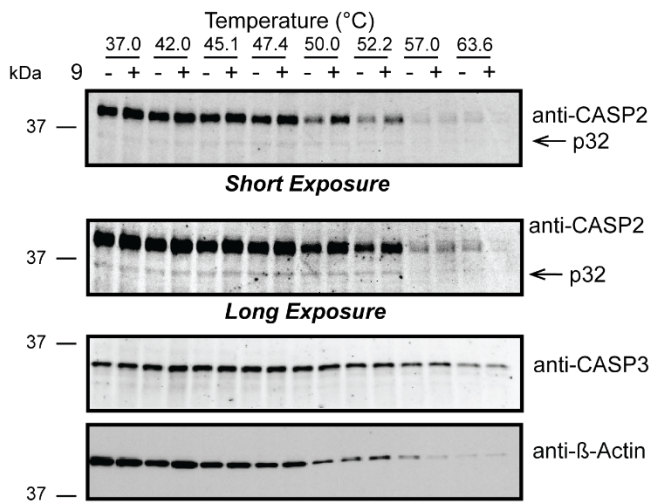 Temperature (°C)
37.0 42.0 45.1 47.4 50.0 52.2 57.0 63.6
kDa 9 - + - + - + - + - + - + - + - +
37 anti-CASP2
← p32
Short Exposure
anti-CASP2
37
← p32
Long Exposure
37
anti-CASP3
anti-ß-Actin
37